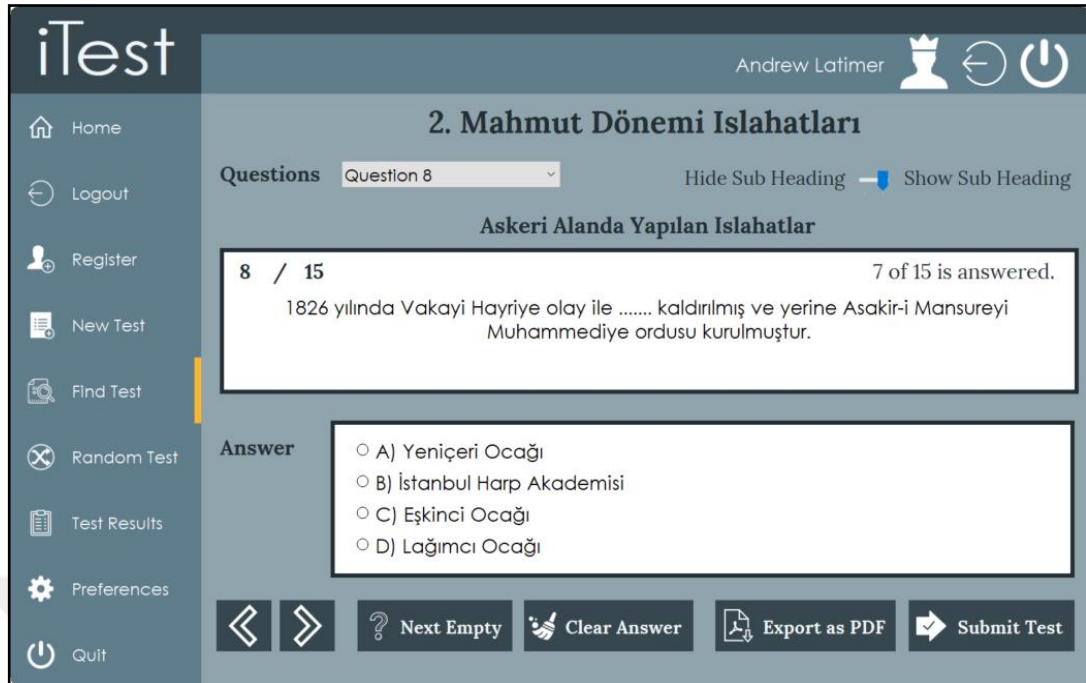 iTest
Andrew Latimer
Home
Logout
Register
New Test
Find Test
Random Test
Test Results
Preferences
Quit
2. Mahmut Dönemi Islahatları
Questions Question 8 Hide Sub Heading Show Sub Heading
Askeri Alanda Yapılan Islahatlar
8 / 15 7 of 15 is answered.
1826 yılında Vakayi Hayriye olay ile ....... kaldırılmış ve yerine Asakir-i Mansureyi
Muhammediye ordusu kurulmuştur.
Answer
A) Yeniçeri Ocağı
B) İstanbul Harp Akademisi
C) Eşkinci Ocağı
D) Lağımcı Ocağı
Next Empty Clear Answer Export as PDF Submit Test